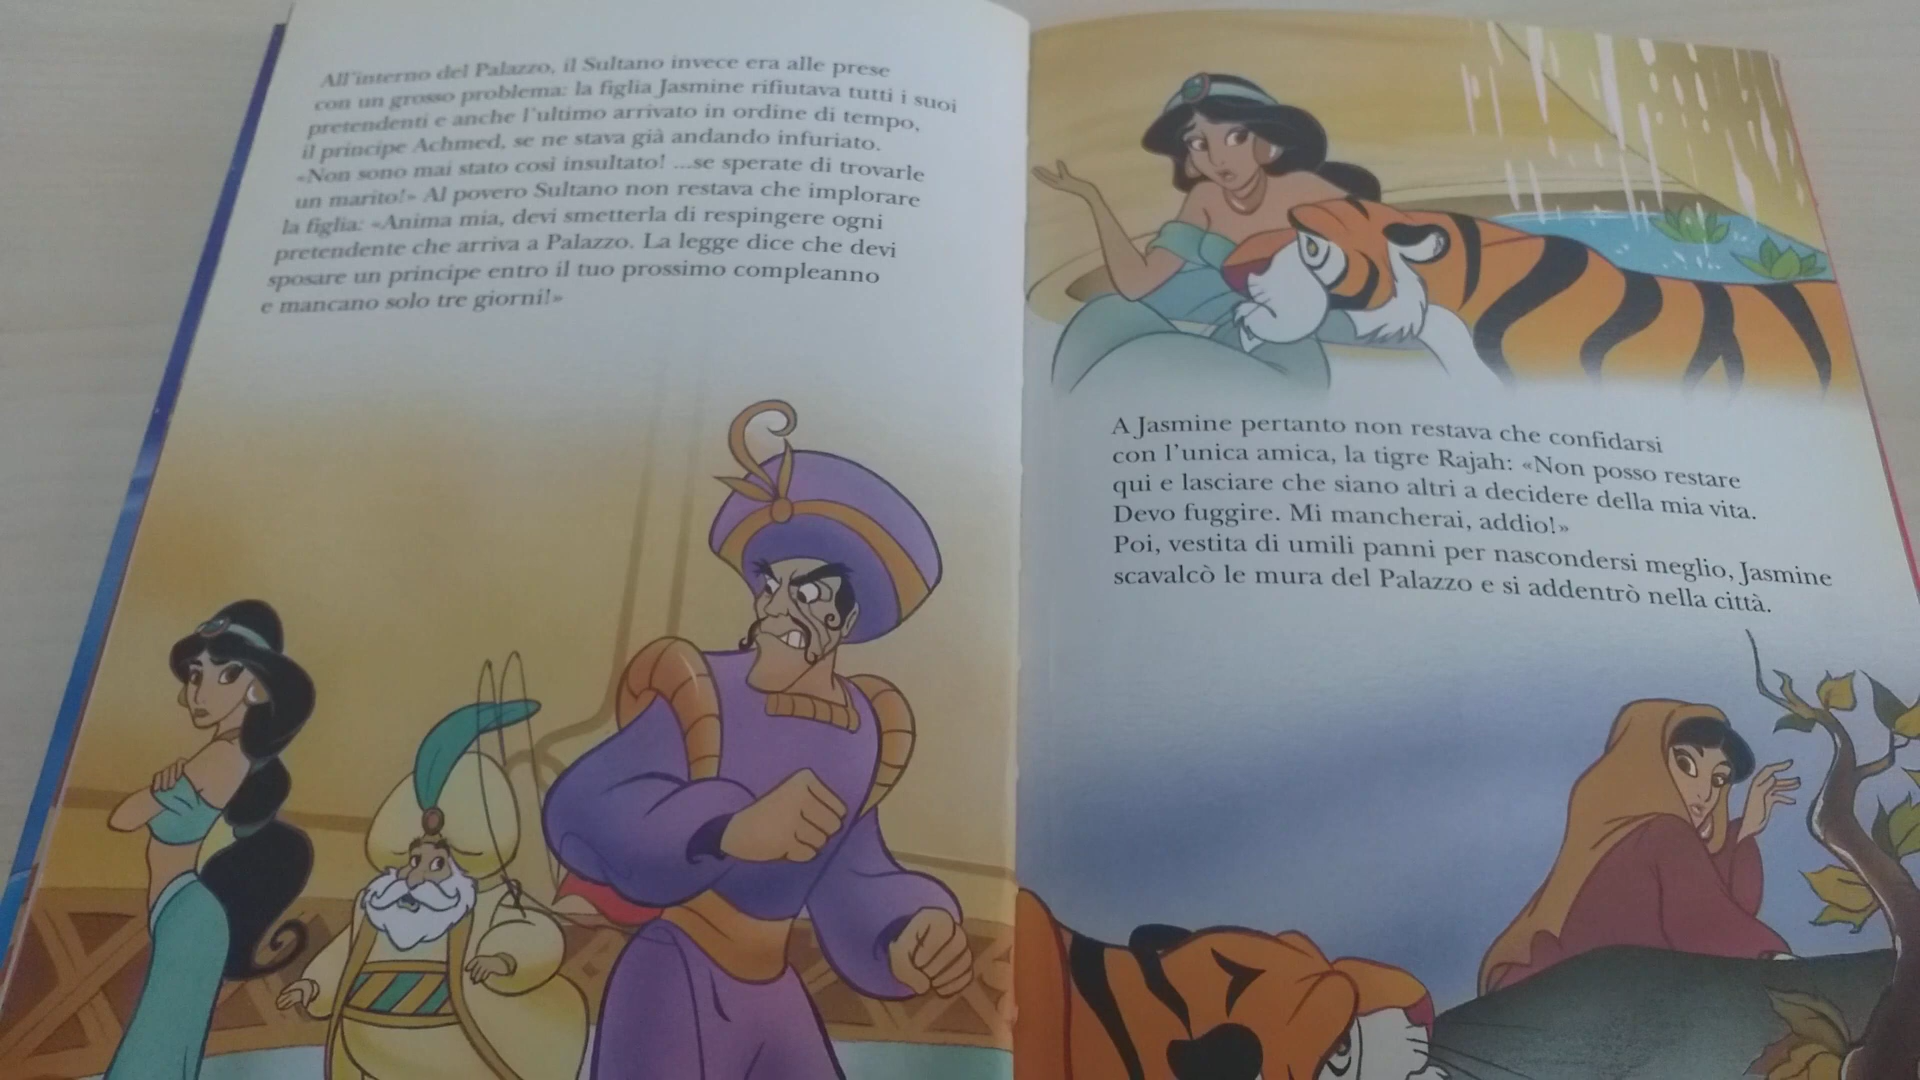 All'interno del Palazzo, il Sultano invece era alle prese
con un grosso problema: la figlia Jasmine rifiutava tutti i suoi
pretendenti e anche l'ultimo arrivato in ordine di tempo,
il principe Achmed, se ne stava già andando infuriato.
«Non sono mai stato così insultato! ...se sperate di trovarle
un marito!» Al povero Sultano non restava che implorare
la figlia: «Anima mia, devi smetterla di respingere ogni
pretendente che arriva a Palazzo. La legge dice che devi
sposare un principe entro il tuo prossimo compleanno
e mancano solo tre giorni!»
A Jasmine pertanto non restava che confidarsi
con l'unica amica, la tigre Rajah: «Non posso restare
qui e lasciare che siano altri a decidere della mia vita.
Devo fuggire. Mi mancherai, addio!»
Poi, vestita di umili panni per nascondersi meglio, Jasmine
scavalcò le mura del Palazzo e si addentrò nella città.